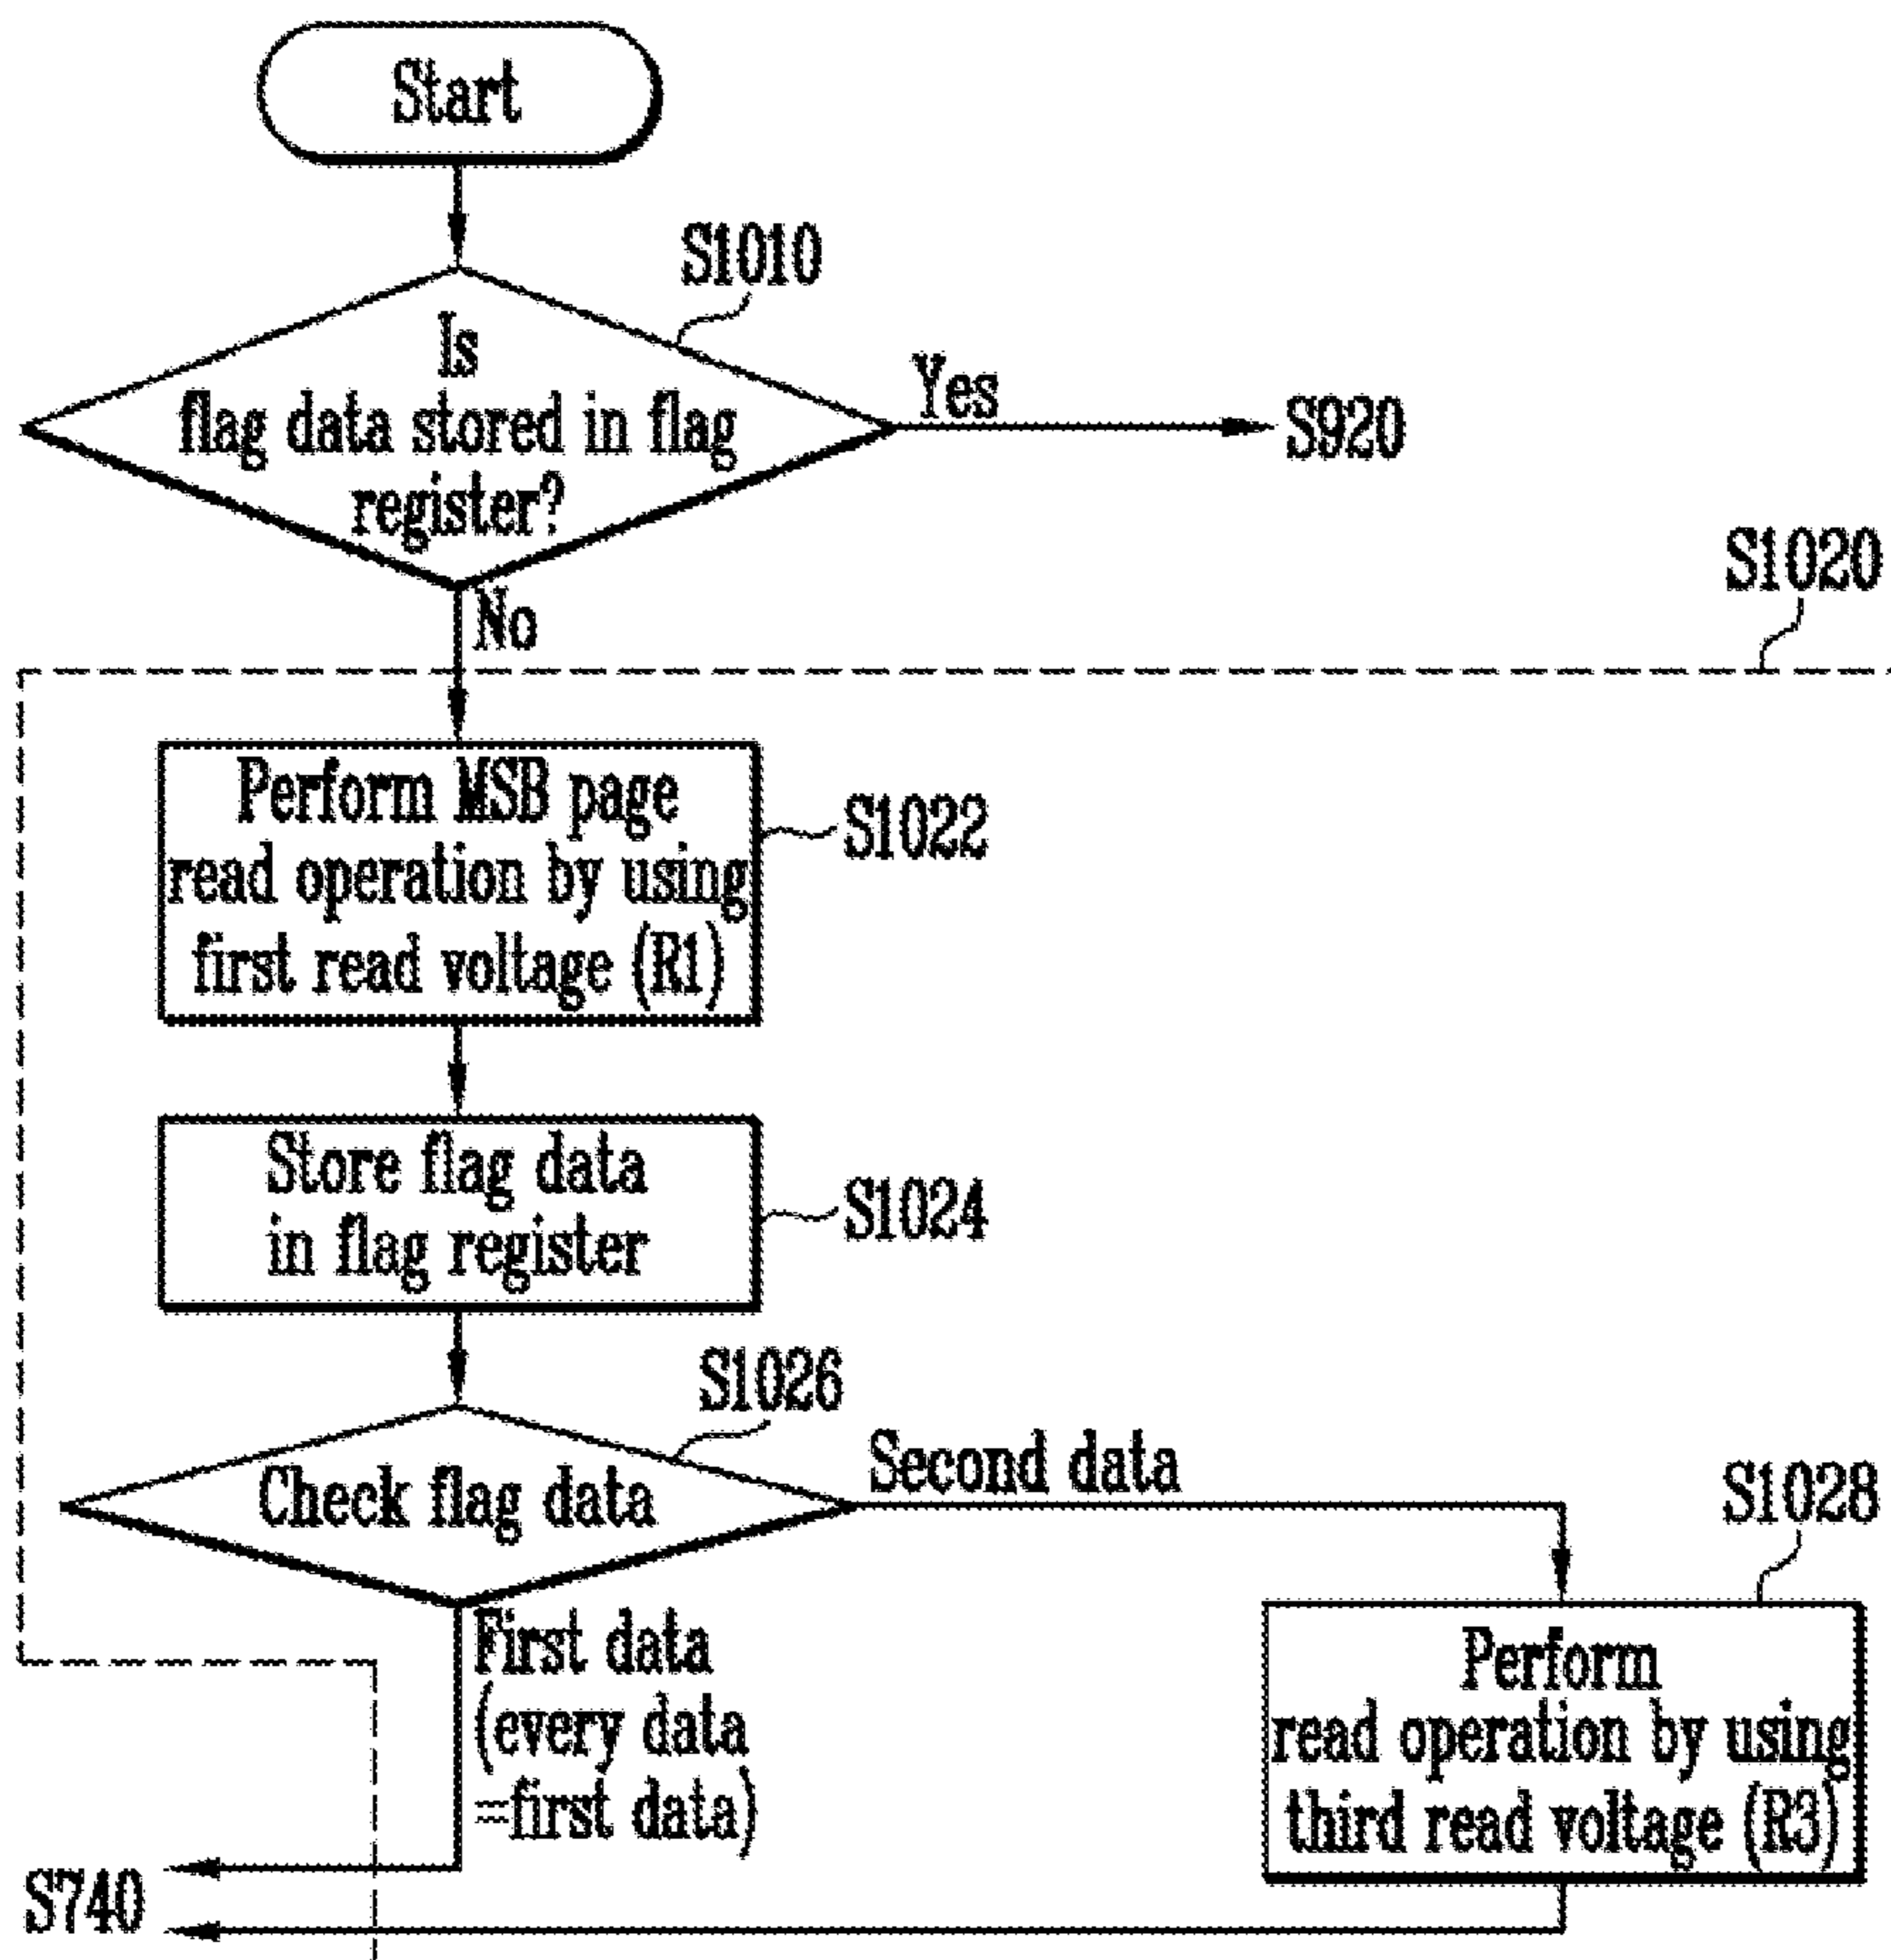 Start
S1010
Is
flag data stored in flag
register?
Yes
S920
No
S1020
Perform MSB page
read operation by using
first read voltage (R1)
S1022
Store flag data
in flag register
S1024
S1026
Check flag data
Second data
S1028
First data
(every data
=first data)
Perform
read operation by using
third read voltage (R3)
S740